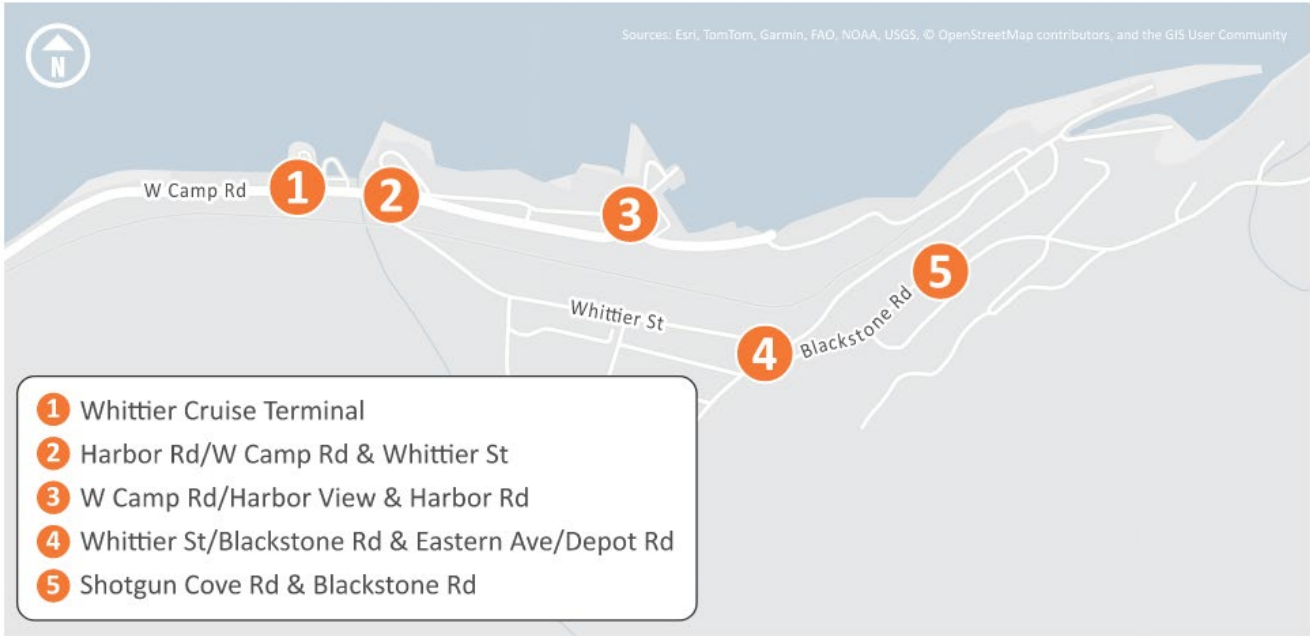 N
Sources: Esri, TomTom, Garmin, FAO, NOAA, USGS, © OpenStreetMap contributors, and the GIS User Community
W Camp Rd
1
2
3
Whittier St
4
Blackstone Rd
5
1 Whittier Cruise Terminal
2 Harbor Rd/W Camp Rd & Whittier St
3 W Camp Rd/Harbor View & Harbor Rd
4 Whittier St/Blackstone Rd & Eastern Ave/Depot Rd
5 Shotgun Cove Rd & Blackstone Rd